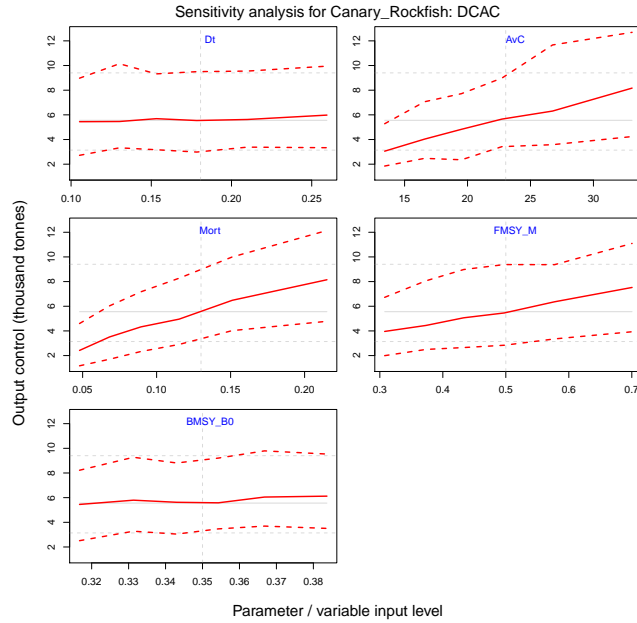 Sensitivity analysis for Canary_Rockfish: DCAC
Output control (thousand tonnes)
Dt
2 4 6 8 10 12
0.10 0.15 0.20 0.25
AvC
2 4 6 8 10 12
15 20 25 30
Mort
2 4 6 8 10 12
0.05 0.10 0.15 0.20
FMSY_M
2 4 6 8 10 12
0.3 0.4 0.5 0.6 0.7
BMSY_B0
2 4 6 8 10 12
0.32 0.33 0.34 0.35 0.36 0.37 0.38
Parameter / variable input level